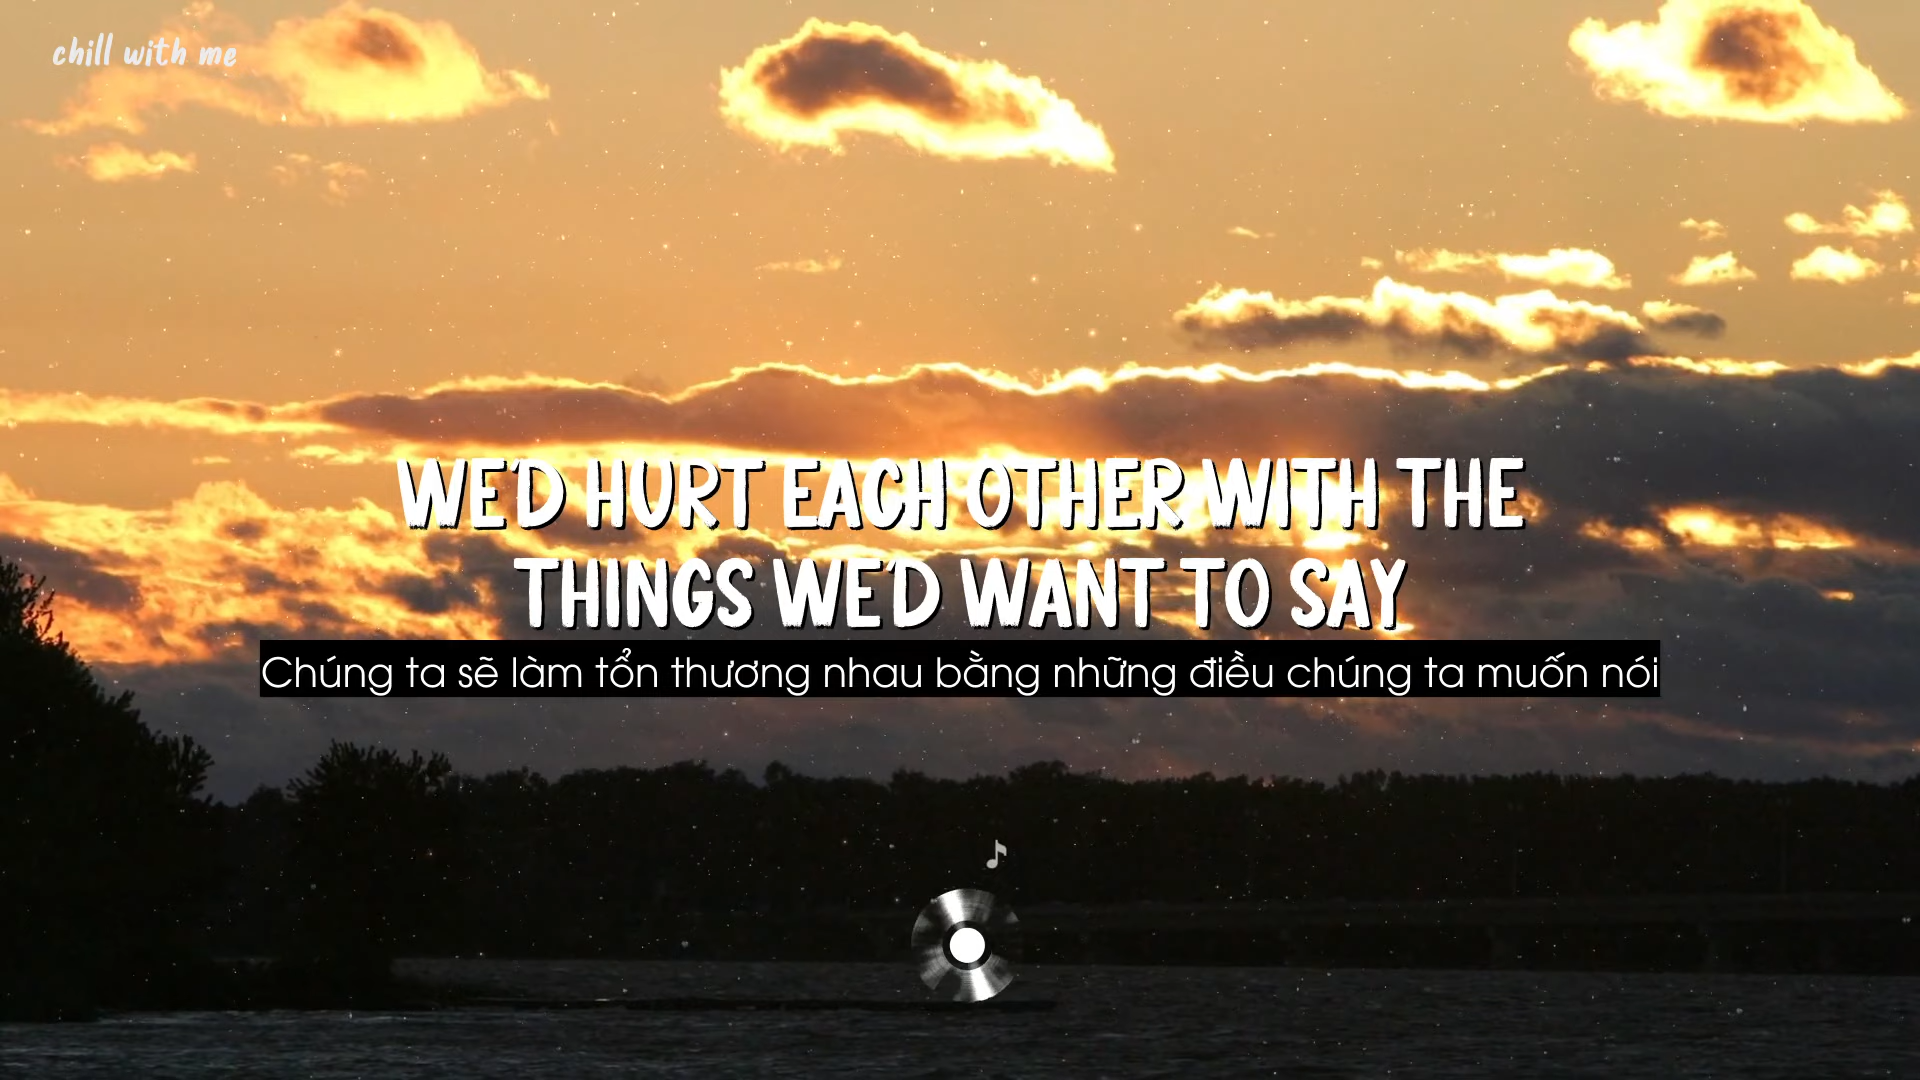 chill with me
WE'D HURT EACH OTHER WITH THE
THINGS WE'D WANT TO SAY
Chúng ta sẽ làm tổn thương nhau bằng những điều chúng ta muốn nói